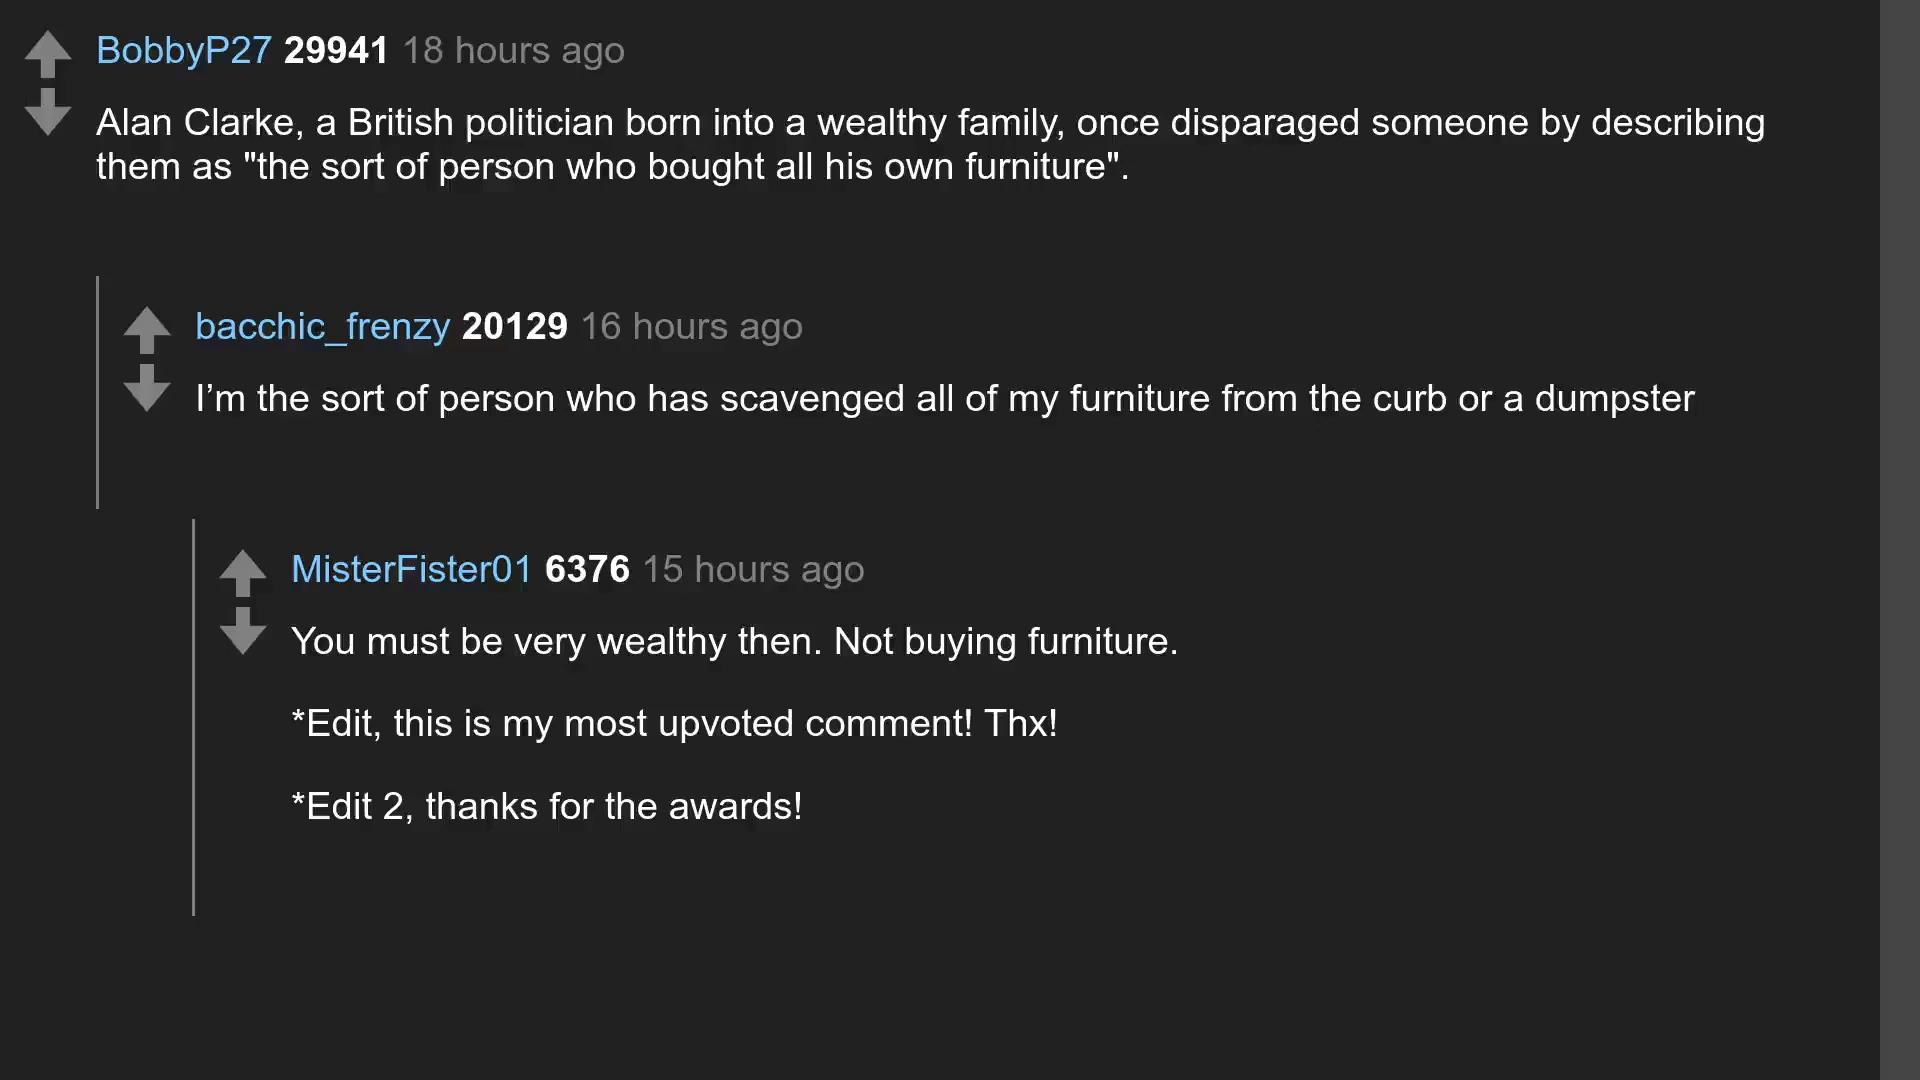 BobbyP27 29941 18 hours ago
Alan Clarke, a British politician born into a wealthy family, once disparaged someone by describing
them as "the sort of person who bought all his own furniture".
bacchic_frenzy 20129 16 hours ago
I’m the sort of person who has scavenged all of my furniture from the curb or a dumpster
MisterFister01 6376 15 hours ago
You must be very wealthy then. Not buying furniture.
*Edit, this is my most upvoted comment! Thx!
*Edit 2, thanks for the awards!